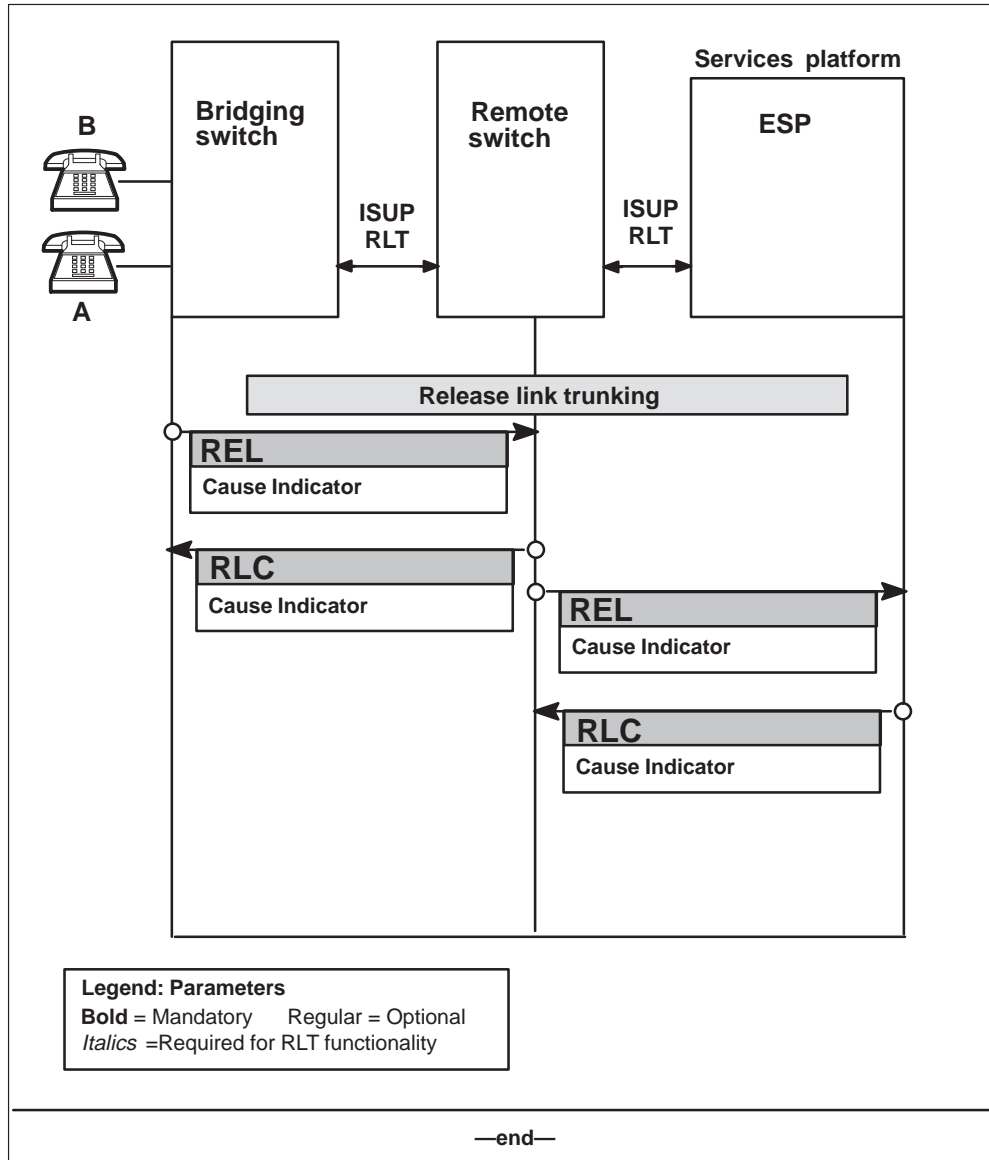 Services platform
Bridging
switch
Remote
switch
ESP
B
A
ISUP
RLT
ISUP
RLT
Release link trunking
REL
Cause Indicator
RLC
Cause Indicator
REL
Cause Indicator
RLC
Cause Indicator
Legend: Parameters
Bold = Mandatory Regular = Optional
Italics =Required for RLT functionality
—end—